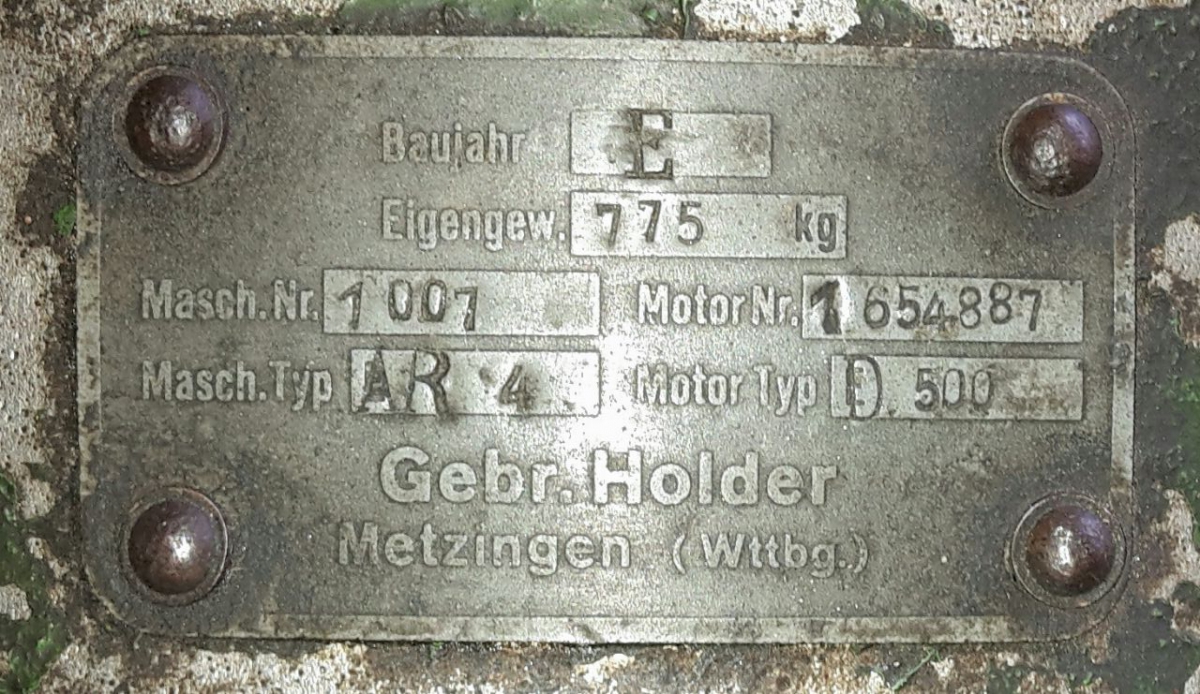 Baujahr E
Eigengew. 775 kg
Masch.Nr. 1007 Motor Nr. 1654887
Masch.Typ AR 4 Motor Typ D 500
Gebr. Holder
Metzingen (Wttbg.)